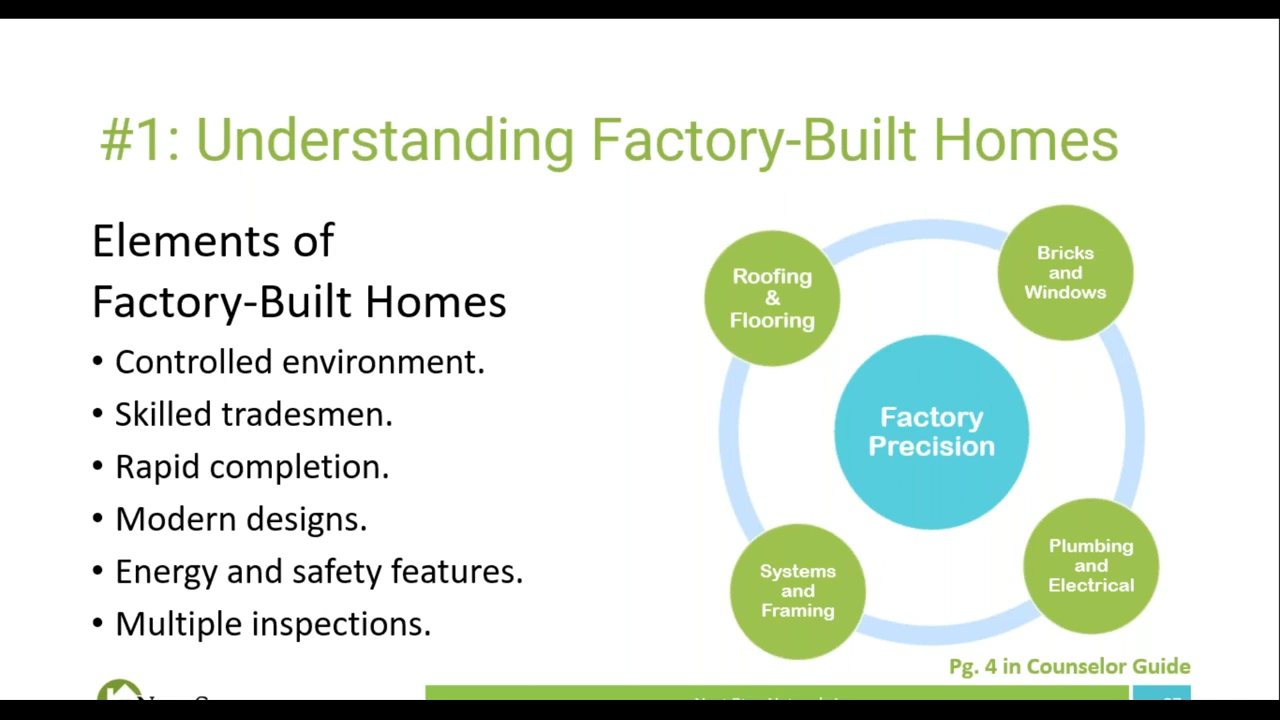 #1: Understanding Factory-Built Homes
Elements of
Factory-Built Homes
• Controlled environment.
• Skilled tradesmen.
• Rapid completion.
• Modern designs.
• Energy and safety features.
• Multiple inspections.
Roofing
&
Flooring
Bricks
and
Windows
Factory
Precision
Systems
and
Framing
Plumbing
and
Electrical
Pg. 4 in Counselor Guide